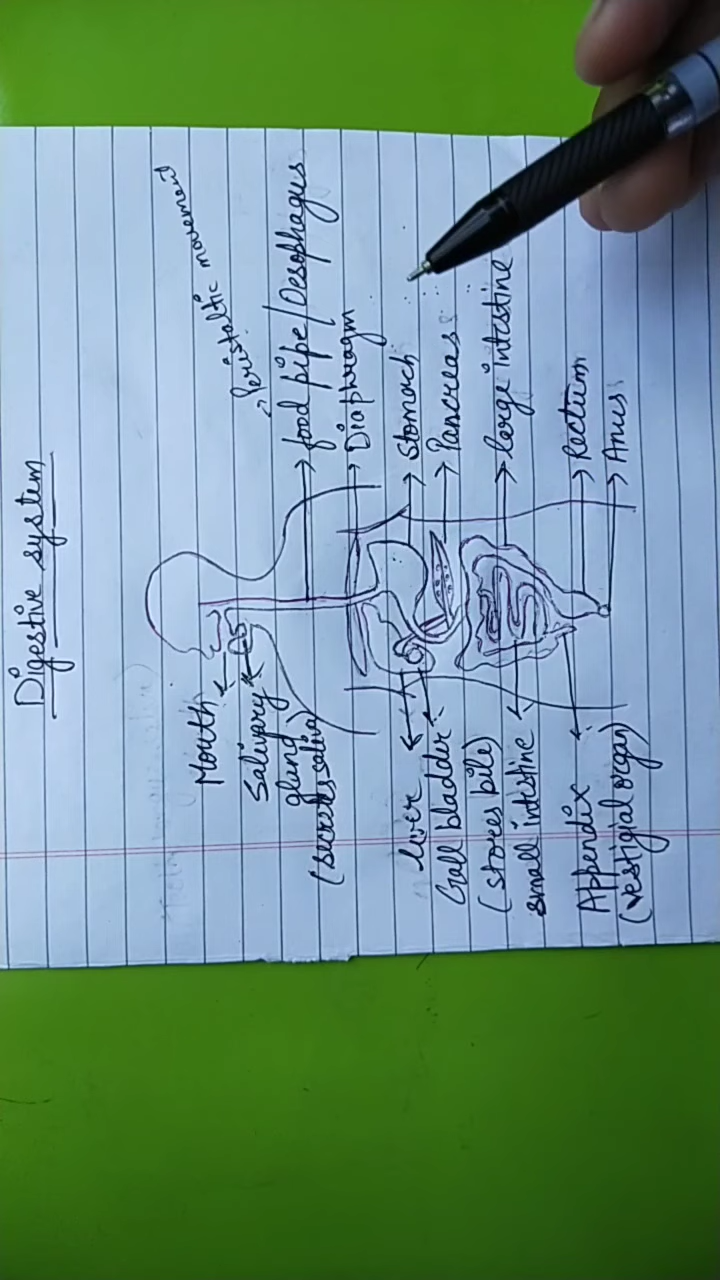 Digestive system
Peristaltic movement
food pipe/Oesophagus
Diaphragm
Stomach
Pancreas
large intestine
Rectum
Anus
Mouth
Salivary
gland
(secretes saliva)
liver
Gall bladder
(stores bile)
small intestine
Appendix
(vestigial organ)